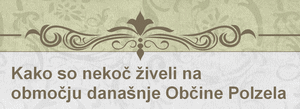 Kako so nekoč živeli na
območju današnje Občine Polzela